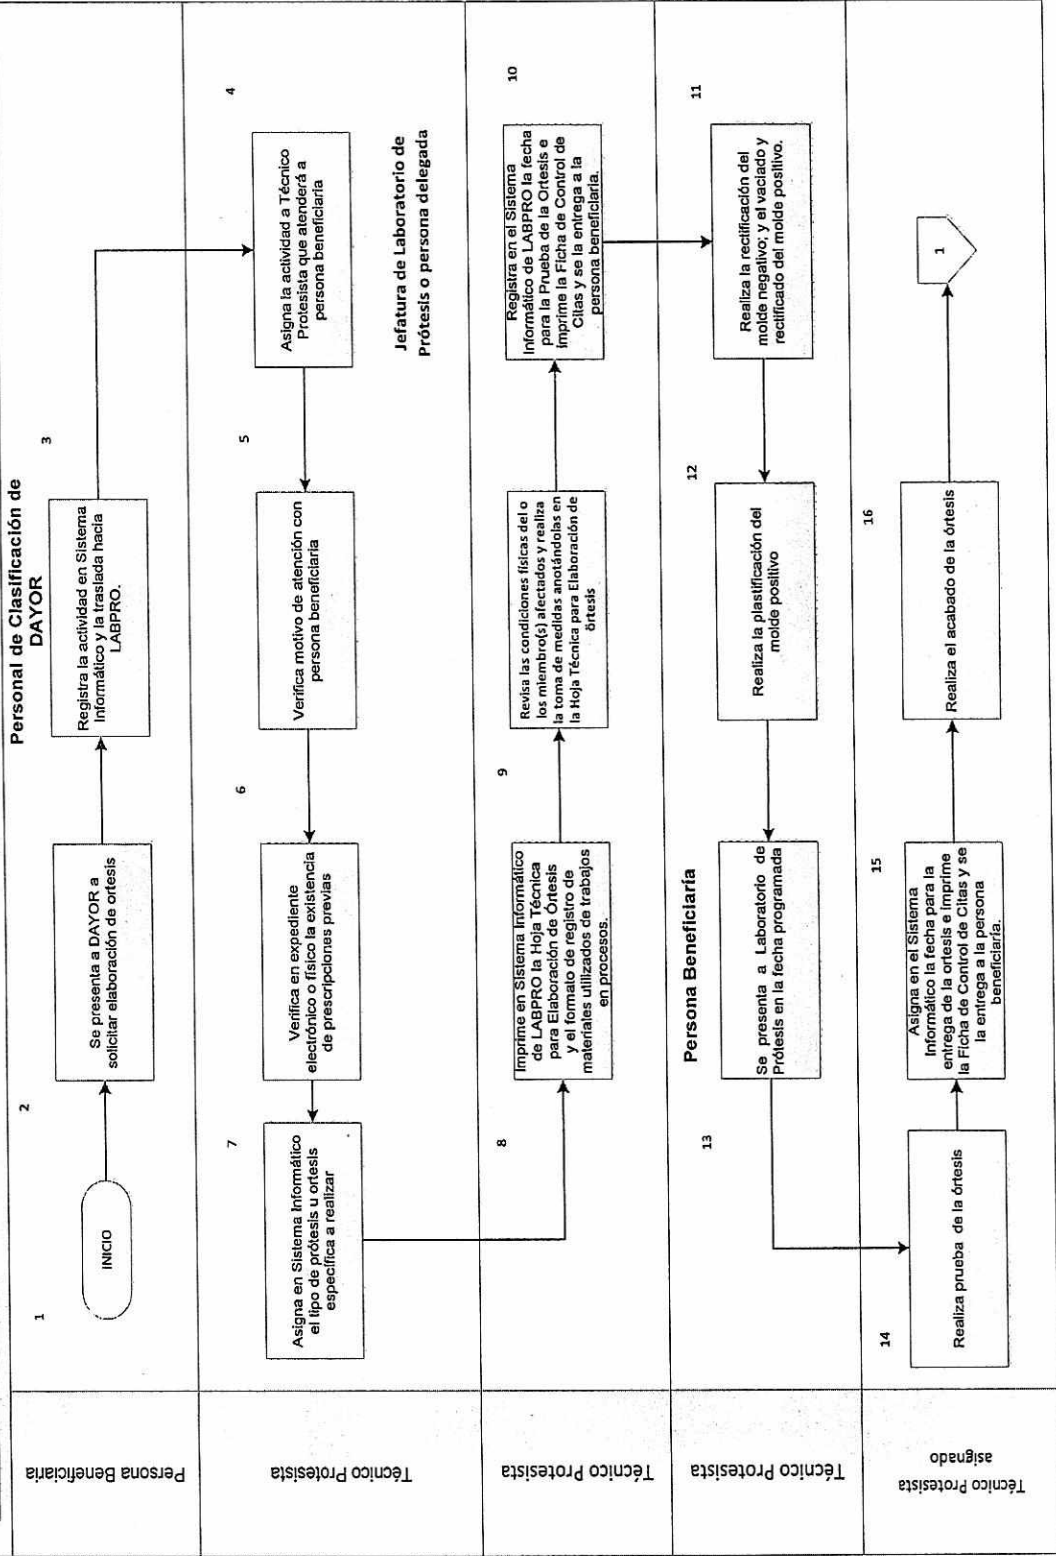 Persona Beneficiaria
1
INICIO
2
Se presenta a DAYOR a
solicitar elaboración de ortesis
Personal de Clasificación de
DAYOR
3
Registra la actividad en Sistema
Informático y la traslada hacia
LABPRO.
Técnico Protesista
4
Asigna la actividad a Técnico
Protesista que atenderá a
persona beneficiaria
Jefatura de Laboratorio de
Prótesis o persona delegada
5
Verifica motivo de atención con
persona beneficiaria
6
Verifica en expediente
electrónico o físico la existencia
de prescripciones previas
7
Asigna en Sistema Informático
el tipo de prótesis u ortesis
específica a realizar
Técnico Protesista
8
Imprime en Sistema Informático
de LABPRO la Hoja Técnica
para Elaboración de Órtesis
y el formato de registro de
materiales utilizados de trabajos
en procesos.
9
Revisa las condiciones físicas del o
los miembro(s) afectados y realiza
la toma de medidas anotándolas en
la Hoja Técnica para Elaboración de
örtesis
10
Registra en el Sistema
Informático de LABPRO la fecha
para la Prueba de la Ortesis e
imprime la Ficha de Control de
Citas y se la entrega a la
persona beneficiaria.
Técnico Protesista
11
Realiza la rectificación del
molde negativo; y el vaciado y
rectificado del molde positivo.
12
Realiza la plastificación del
molde positivo
Persona Beneficiaria
Se presenta a Laboratorio de
Prótesis en la fecha programada
13
Técnico Protesista
asignado
14
Realiza prueba de la órtesis
15
Asigna en el Sistema
Informático la fecha para la
entrega de la ortesis e imprime
la Ficha de Control de Citas y se
la entrega a la persona
beneficiaría.
16
Realiza el acabado de la órtesis
1